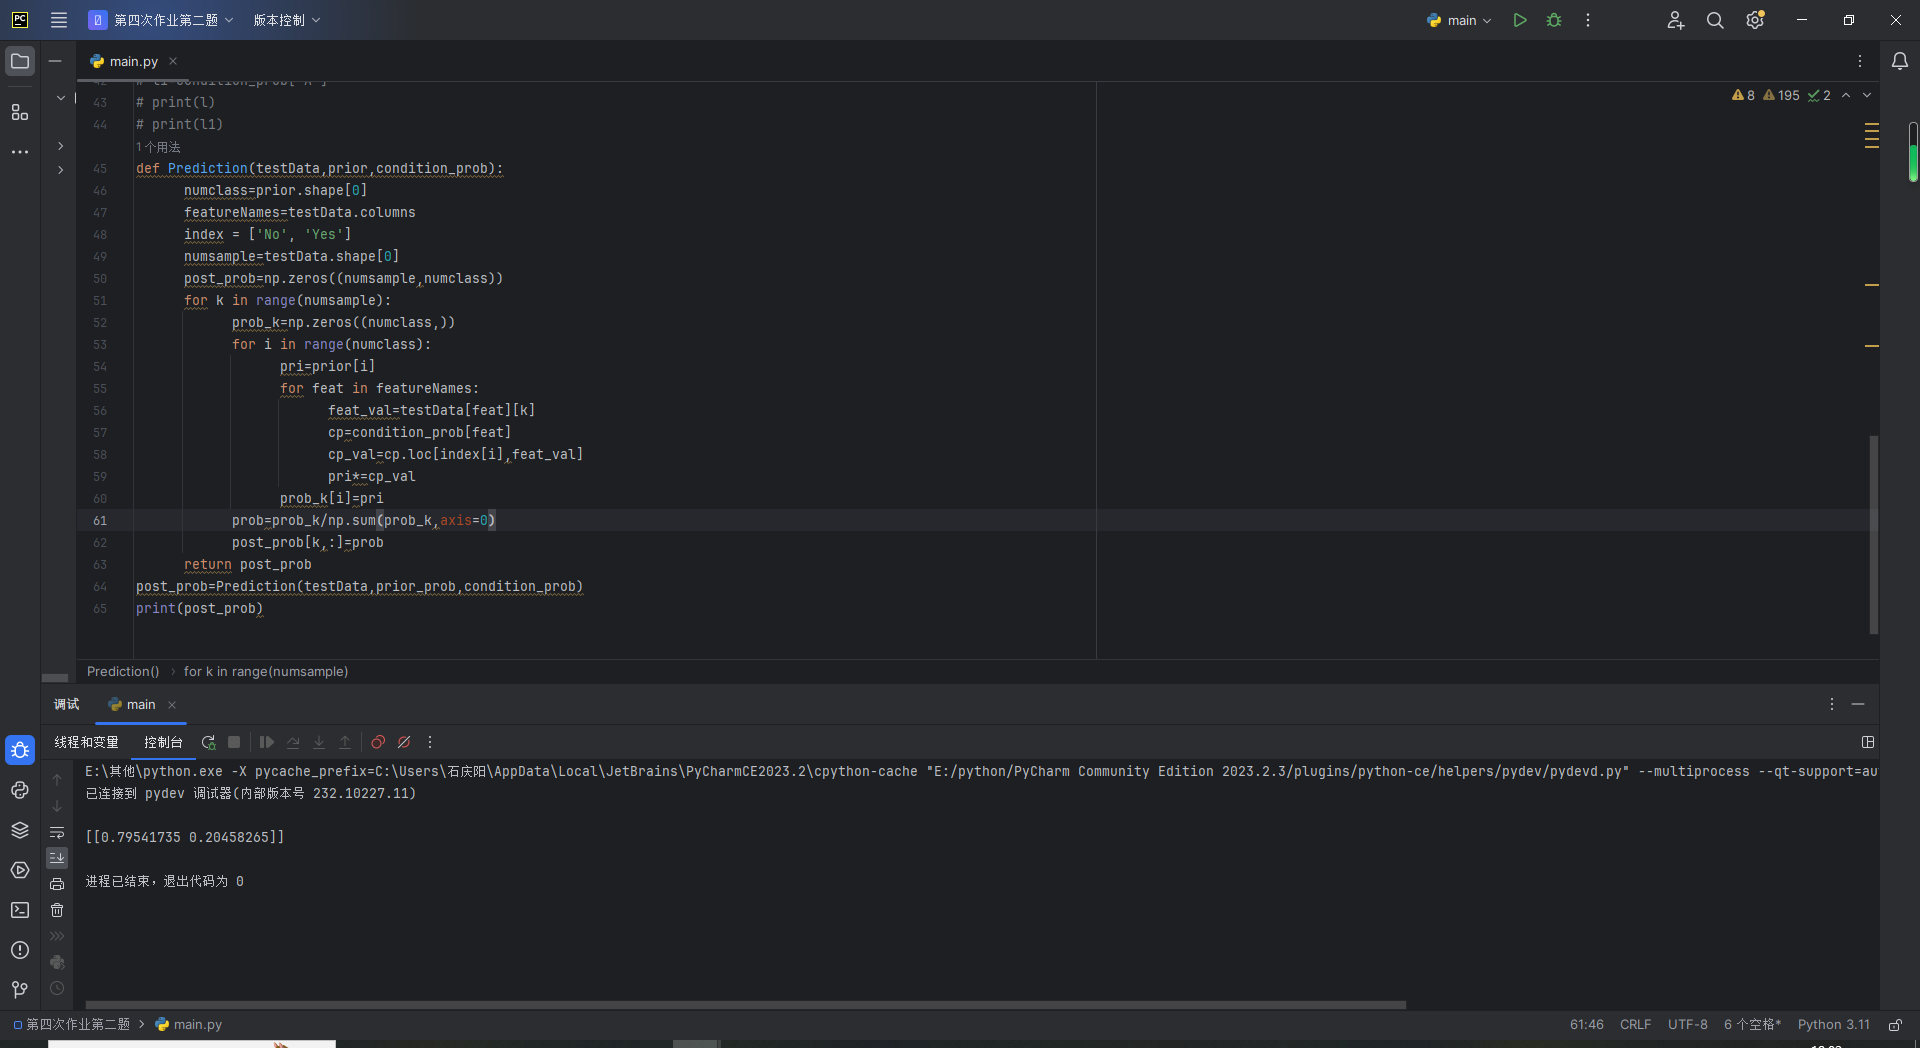 PC 第四次作业第二题 版本控制 main
main.py
8 195 2
43 # print(l)
44 # print(l1)
1个用法
45 def Prediction(testData,prior,condition_prob):
46 numclass=prior.shape[0]
47 featureNames=testData.columns
48 index = ['No', 'Yes']
49 numsample=testData.shape[0]
50 post_prob=np.zeros((numsample,numclass))
51 for k in range(numsample):
52 prob_k=np.zeros((numclass,))
53 for i in range(numclass):
54 pri=prior[i]
55 for feat in featureNames:
56 feat_val=testData[feat][k]
57 cp=condition_prob[feat]
58 cp_val=cp.loc[index[i],feat_val]
59 pri*=cp_val
60 prob_k[i]=pri
61 prob=prob_k/np.sum(prob_k,axis=0)
62 post_prob[k,:]=prob
63 return post_prob
64 post_prob=Prediction(testData,prior_prob,condition_prob)
65 print(post_prob)
Prediction() › for k in range(numsample)
调试 main
线程和变量 控制台
E:\其他\python.exe -X pycache_prefix=C:\Users\石庆阳\AppData\Local\JetBrains\PyCharmCE2023.2\cpython-cache "E:/python/PyCharm Community Edition 2023.2.3/plugins/python-ce/helpers/pydev/pydevd.py" --multiprocess --qt-support=au
已连接到 pydev 调试器(内部版本号 232.10227.11)
[[0.79541735 0.20458265]]
进程已结束，退出代码为 0
第四次作业第二题 › main.py 61:46 CRLF UTF-8 6 个空格* Python 3.11